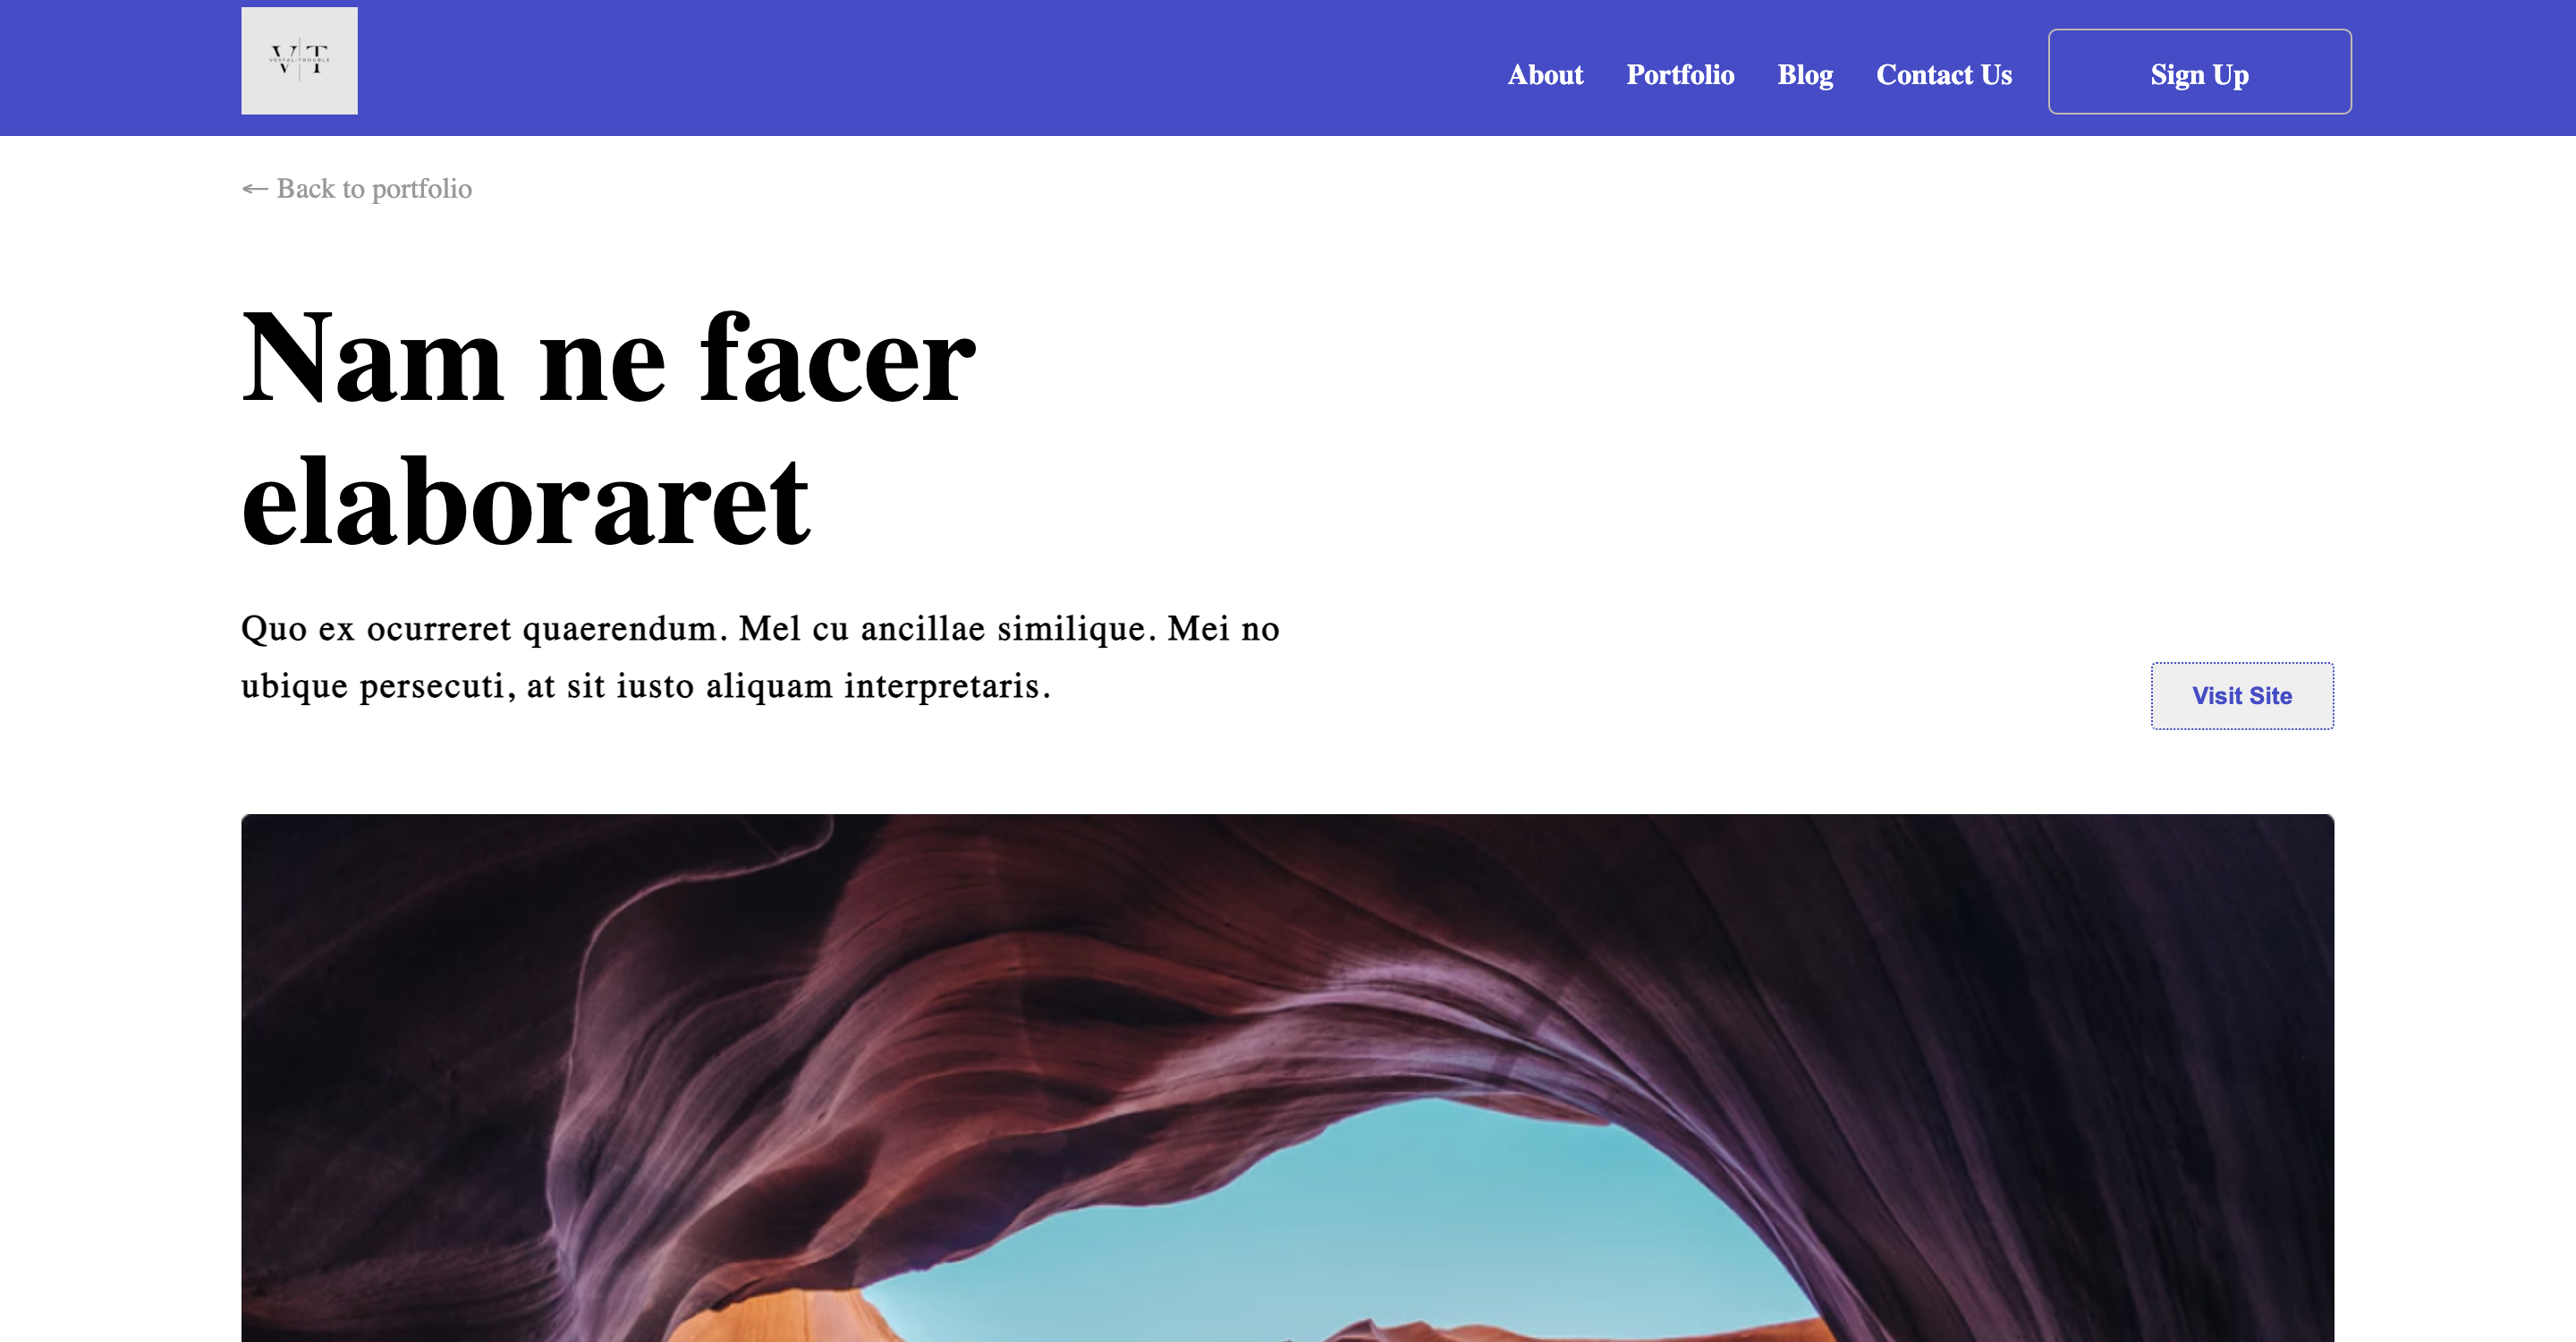 V T
VESTAL-TROUBLE
About Portfolio Blog Contact Us Sign Up
← Back to portfolio
Nam ne facer
elaboraret
Quo ex ocurreret quaerendum. Mel cu ancillae similique. Mei no
ubique persecuti, at sit iusto aliquam interpretaris.
Visit Site